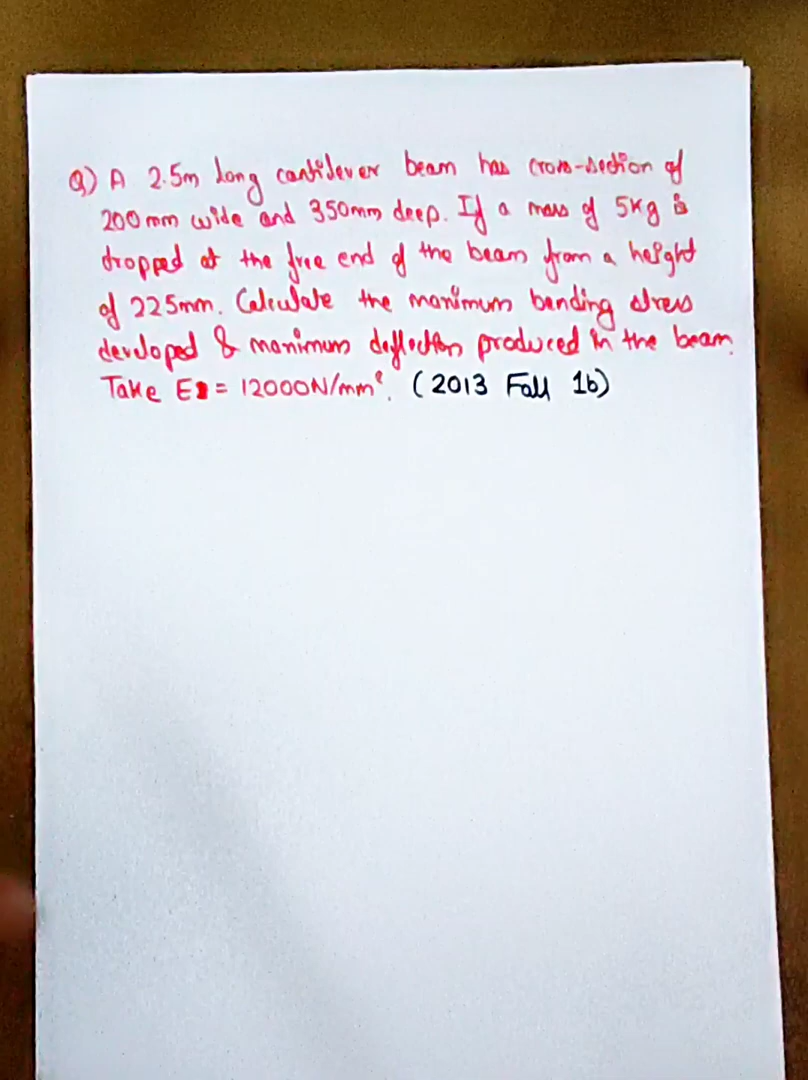 Q) A 2.5m long cantilever beam has cross-section of
200mm wide and 350mm deep. If a mass of 5kg is
dropped at the free end of the beam from a height
of 225mm. Calculate the maximum bending stress
developed & maximum deflection produced in the beam.
Take E = 12000N/mm². (2013 Fall 1b)